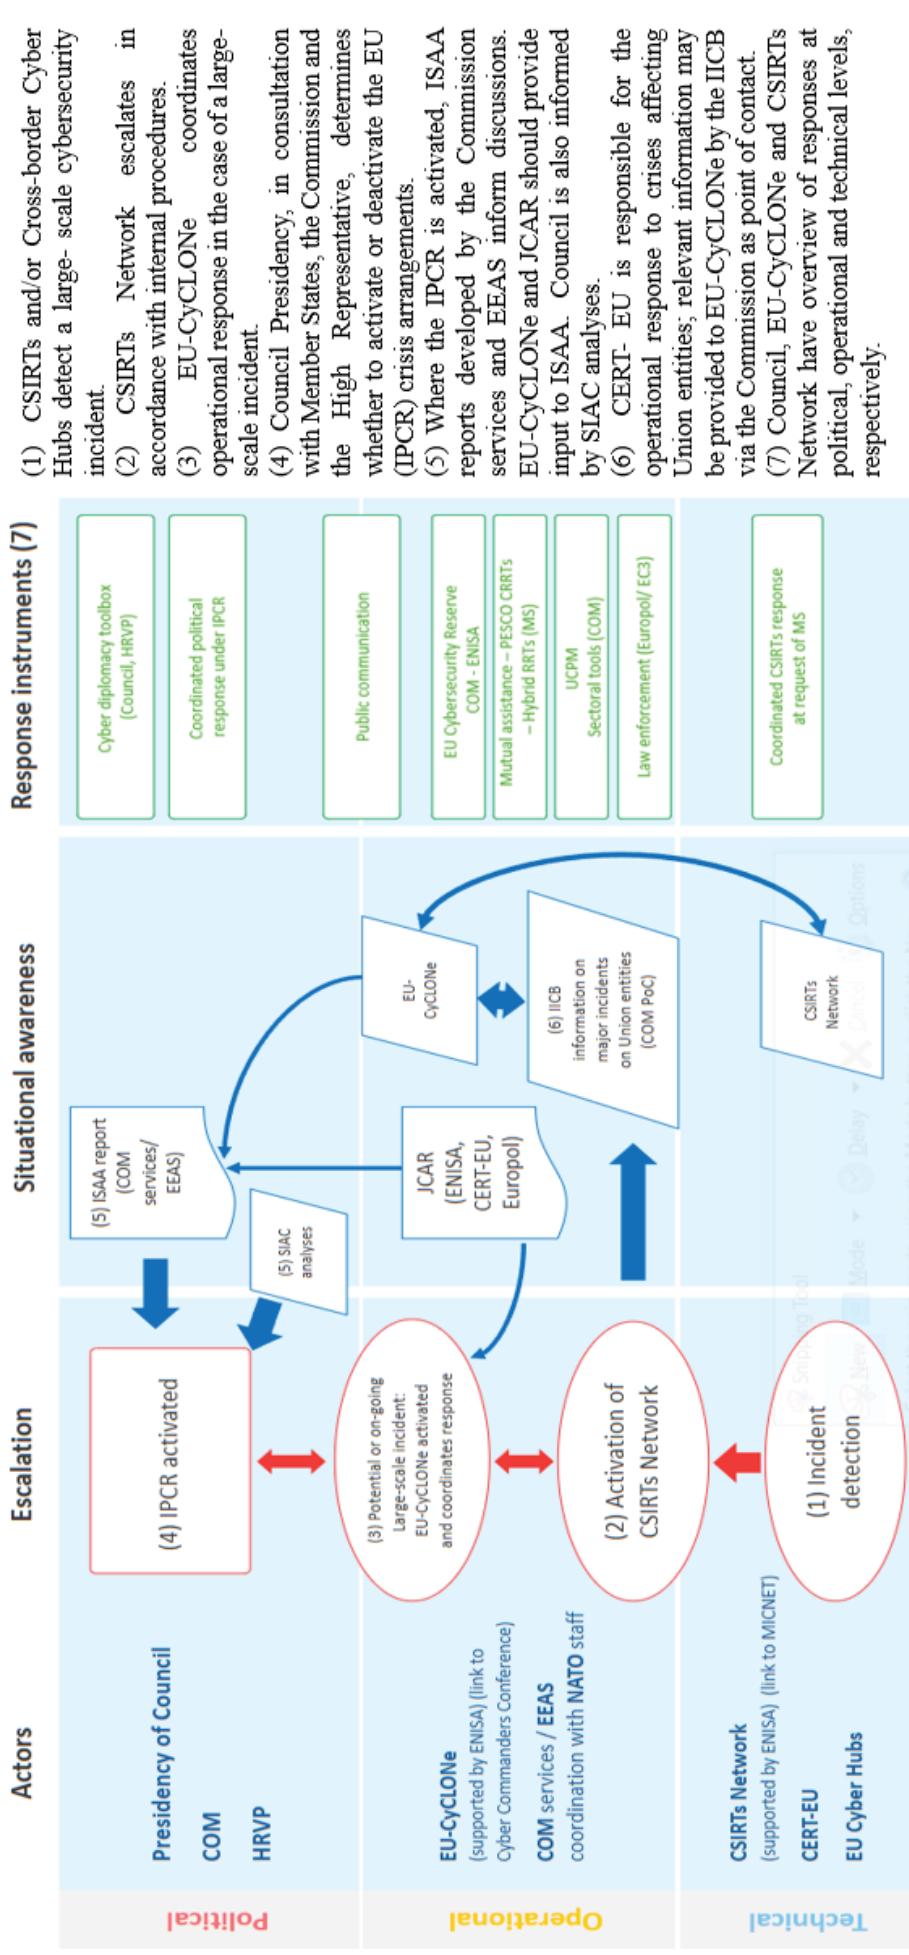 Actors
Escalation
Situational awareness
Response instruments (7)
Political
Presidency of Council
COM
HRVP
(4) IPCR activated
(5) ISAA report
(COM
services/
EEAS)
(5) SIAC
analyses
Cyber diplomacy toolbox
(Council, HRVP)
Coordinated political
response under IPCR
Public communication
Operational
EU-CyCLONe
(supported by ENISA) (link to
Cyber Commanders Conference)
COM services / EEAS
coordination with NATO staff
(3) Potential or on-going
Large-scale incident:
EU-CyCLONe activated
and coordinates response
(2) Activation of
CSIRTs Network
JCAR
(ENISA,
CERT-EU,
Europol)
EU-
CyCLONe
(6) IICB
information on
major incidents
on Union entities
(COM PoC)
EU Cybersecurity Reserve
COM - ENISA
Mutual assistance – PESCO CRRTs
– Hybrid RRTs (MS)
UCPM
Sectoral tools (COM)
Law enforcement (Europol/ EC3)
Technical
CSIRTs Network
(supported by ENISA) (link to MICNET)
CERT-EU
EU Cyber Hubs
(1) Incident
detection
CSIRTs
Network
Coordinated CSIRTs response
at request of MS
Snipping Tool
New
Mode
Delay
Cancel
Options
(1) CSIRTs and/or Cross-border Cyber
Hubs detect a large- scale cybersecurity
incident.
(2) CSIRTs Network escalates in
accordance with internal procedures.
(3) EU-CyCLONe coordinates
operational response in the case of a large-
scale incident.
(4) Council Presidency, in consultation
with Member States, the Commission and
the High Representative, determines
whether to activate or deactivate the EU
(IPCR) crisis arrangements.
(5) Where the IPCR is activated, ISAA
reports developed by the Commission
services and EEAS inform discussions.
EU-CyCLONe and JCAR should provide
input to ISAA. Council is also informed
by SIAC analyses.
(6) CERT- EU is responsible for the
operational response to crises affecting
Union entities; relevant information may
be provided to EU-CyCLONe by the IICB
via the Commission as point of contact.
(7) Council, EU-CyCLONe and CSIRTs
Network have overview of responses at
political, operational and technical levels,
respectively.